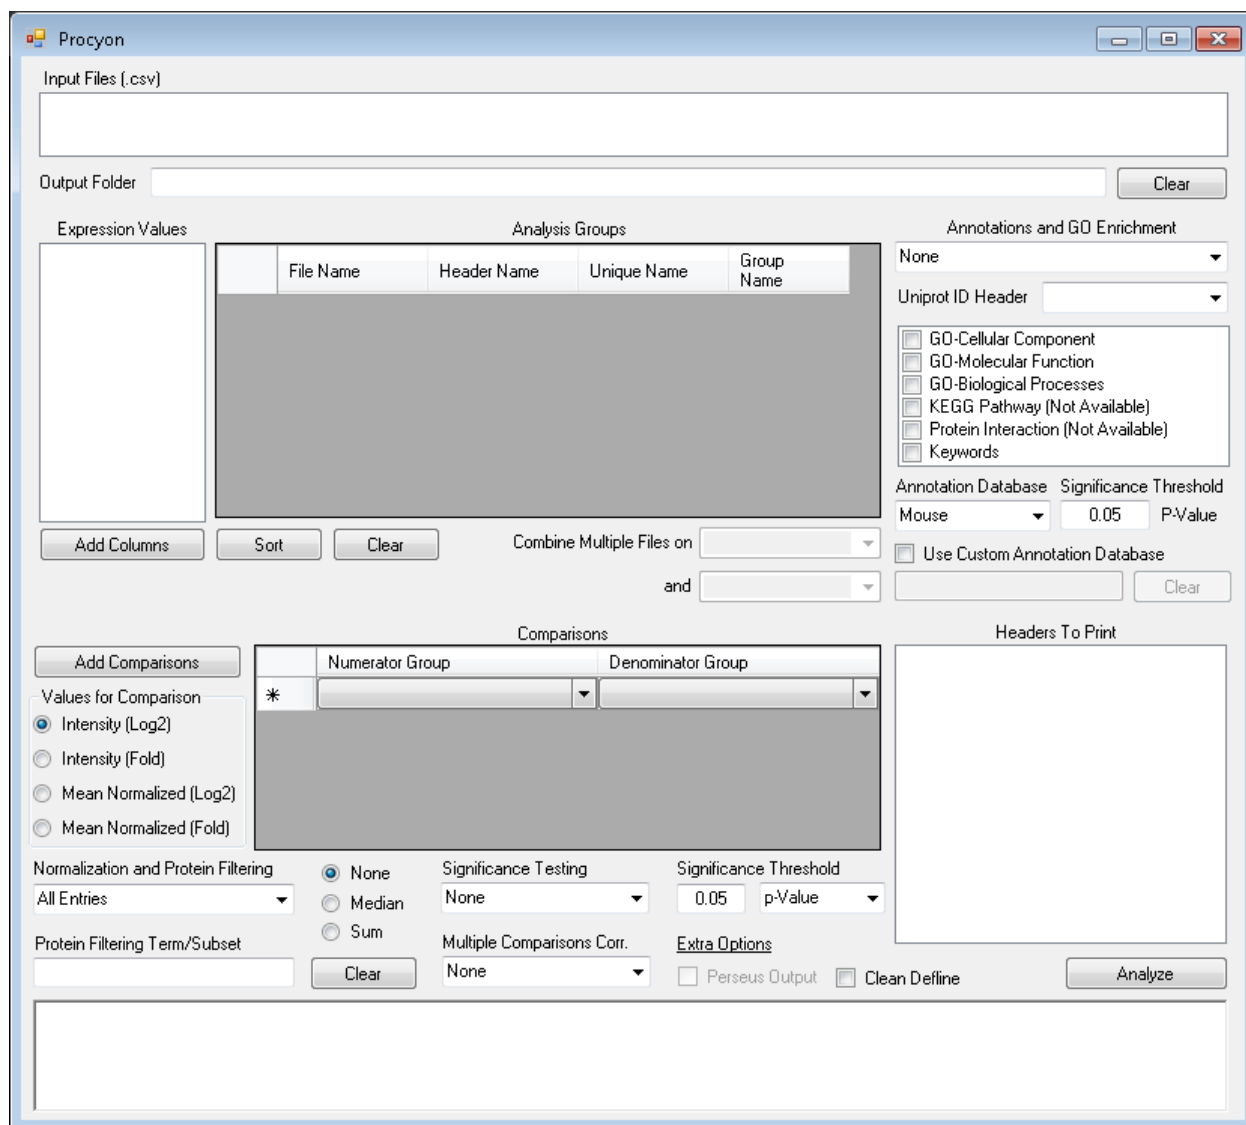 Procyon
Input Files (.csv)
Output Folder
Clear
Expression Values
Analysis Groups
Annotations and GO Enrichment
File Name Header Name Unique Name Group Name
None
Uniprot ID Header
GO-Cellular Component
GO-Molecular Function
GO-Biological Processes
KEGG Pathway (Not Available)
Protein Interaction (Not Available)
Keywords
Annotation Database Significance Threshold
Mouse 0.05 P-Value
Add Columns Sort Clear Combine Multiple Files on
Use Custom Annotation Database
and
Clear
Comparisons
Headers To Print
Add Comparisons
Numerator Group Denominator Group
Values for Comparison
*
Intensity (Log2)
Intensity (Fold)
Mean Normalized (Log2)
Mean Normalized (Fold)
Normalization and Protein Filtering
All Entries
None
Median
Sum
Significance Testing
None
Significance Threshold
0.05 p-Value
Protein Filtering Term/Subset
Clear
Multiple Comparisons Corr.
None
Extra Options
Perseus Output Clean Defline
Analyze